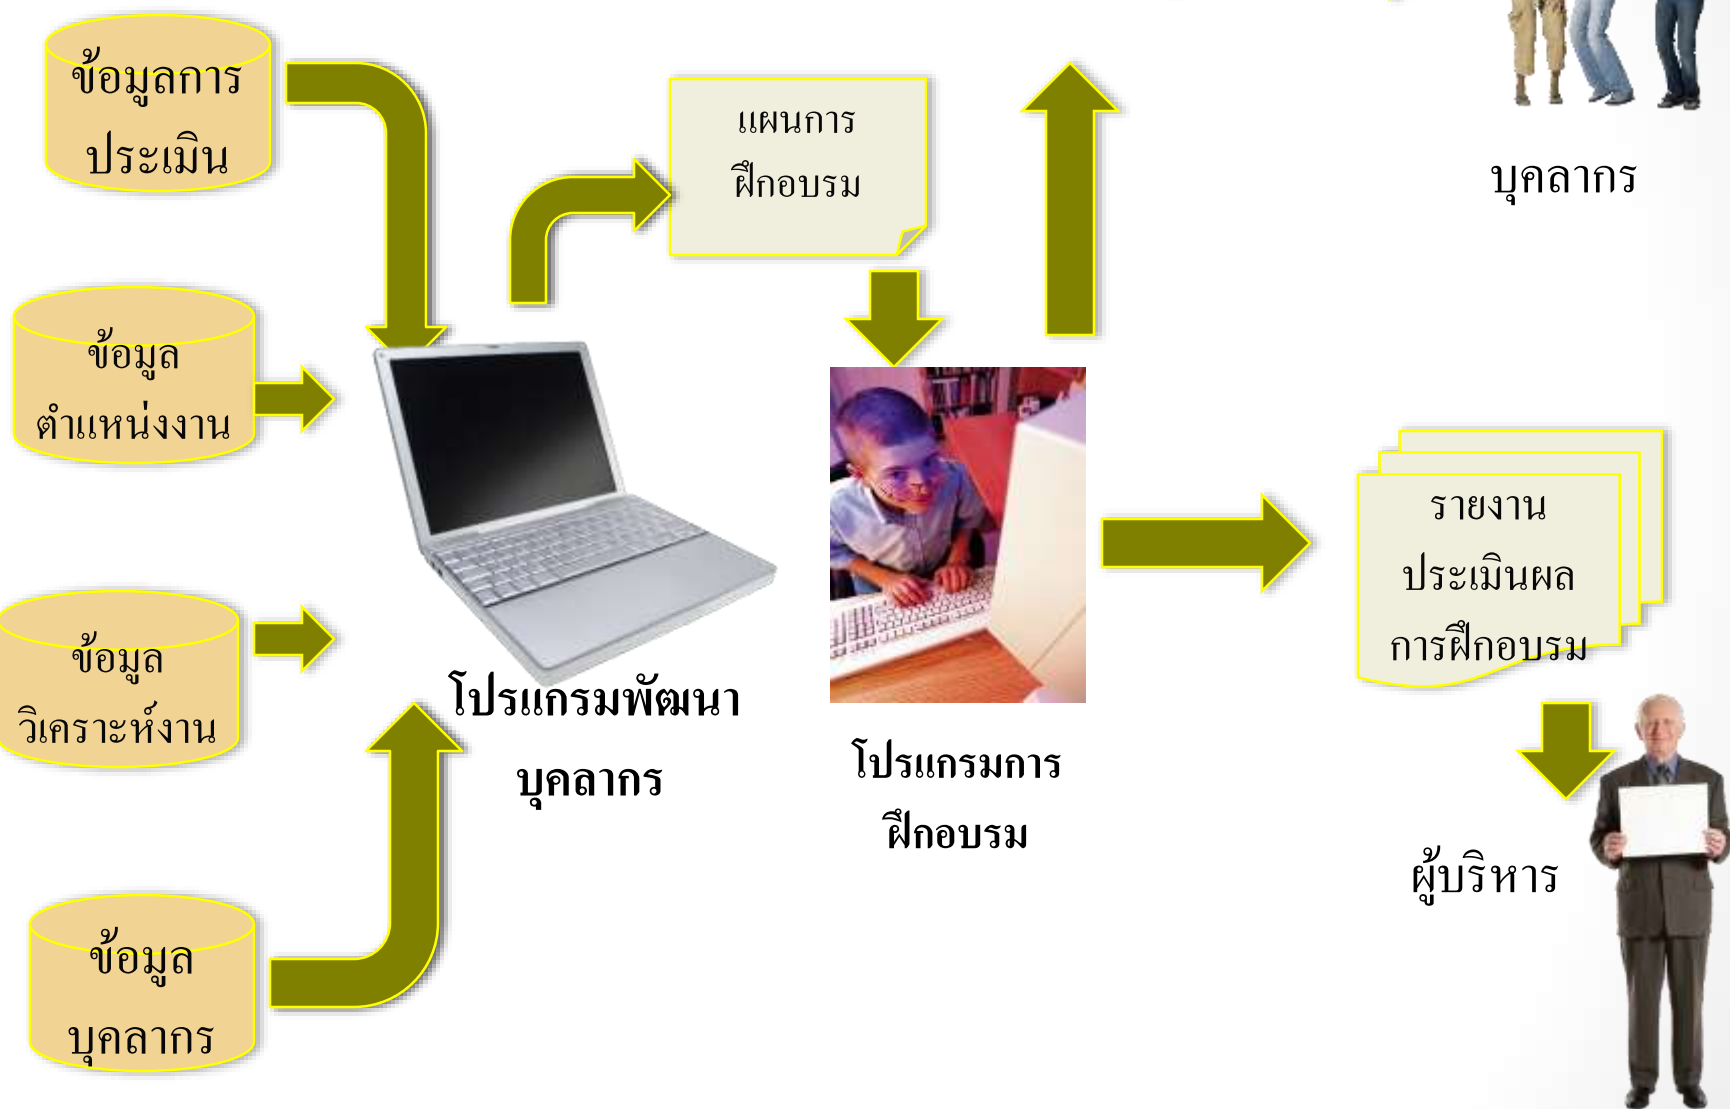 ข้อมูลการ
ประเมิน
แผนการ
ฝึกอบรม
บุคลากร
ข้อมูล
ตำแหน่งงาน
ข้อมูล
วิเคราะห์งาน
โปรแกรมพัฒนา
บุคลากร
โปรแกรมการ
ฝึกอบรม
รายงาน
ประเมินผล
การฝึกอบรม
ผู้บริหาร
ข้อมูล
บุคลากร